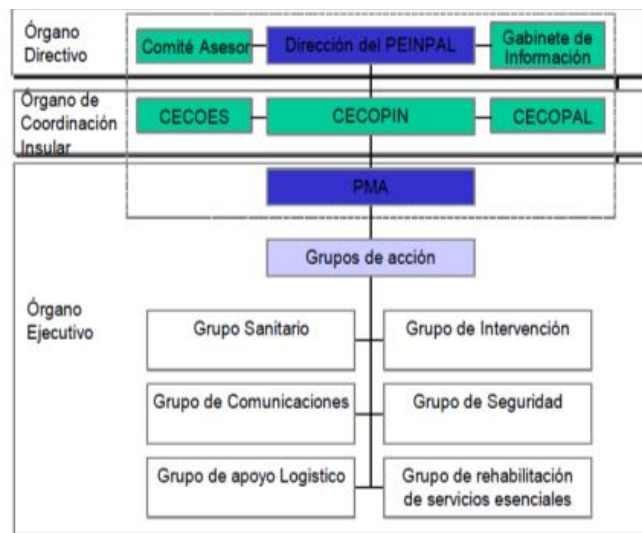 Órgano
Directivo
Comité Asesor
Dirección del PEINPAL
Gabinete de
Información
Órgano de
Coordinación
Insular
CECOES
CECOPIN
CECOPAL
PMA
Grupos de acción
Órgano
Ejecutivo
Grupo Sanitario
Grupo de Intervención
Grupo de Comunicaciones
Grupo de Seguridad
Grupo de apoyo Logistico
Grupo de rehabilitación
de servicios esenciales